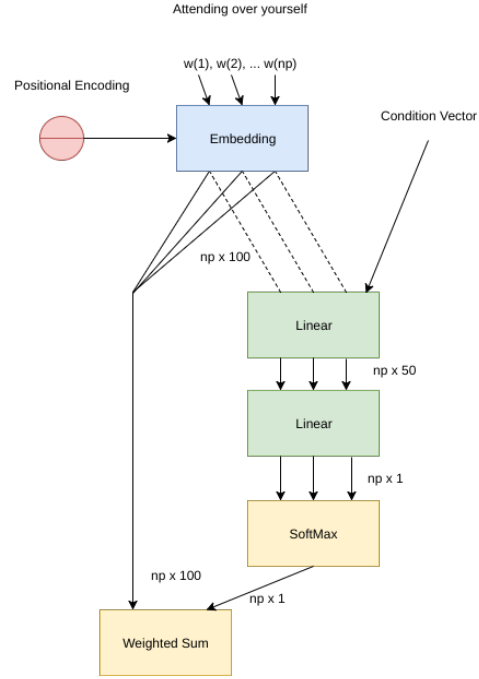 Attending over yourself
w(1), w(2), ... w(np)
Positional Encoding
Embedding
Condition Vector
np x 100
Linear
np x 50
Linear
np x 1
SoftMax
np x 100
np x 1
Weighted Sum